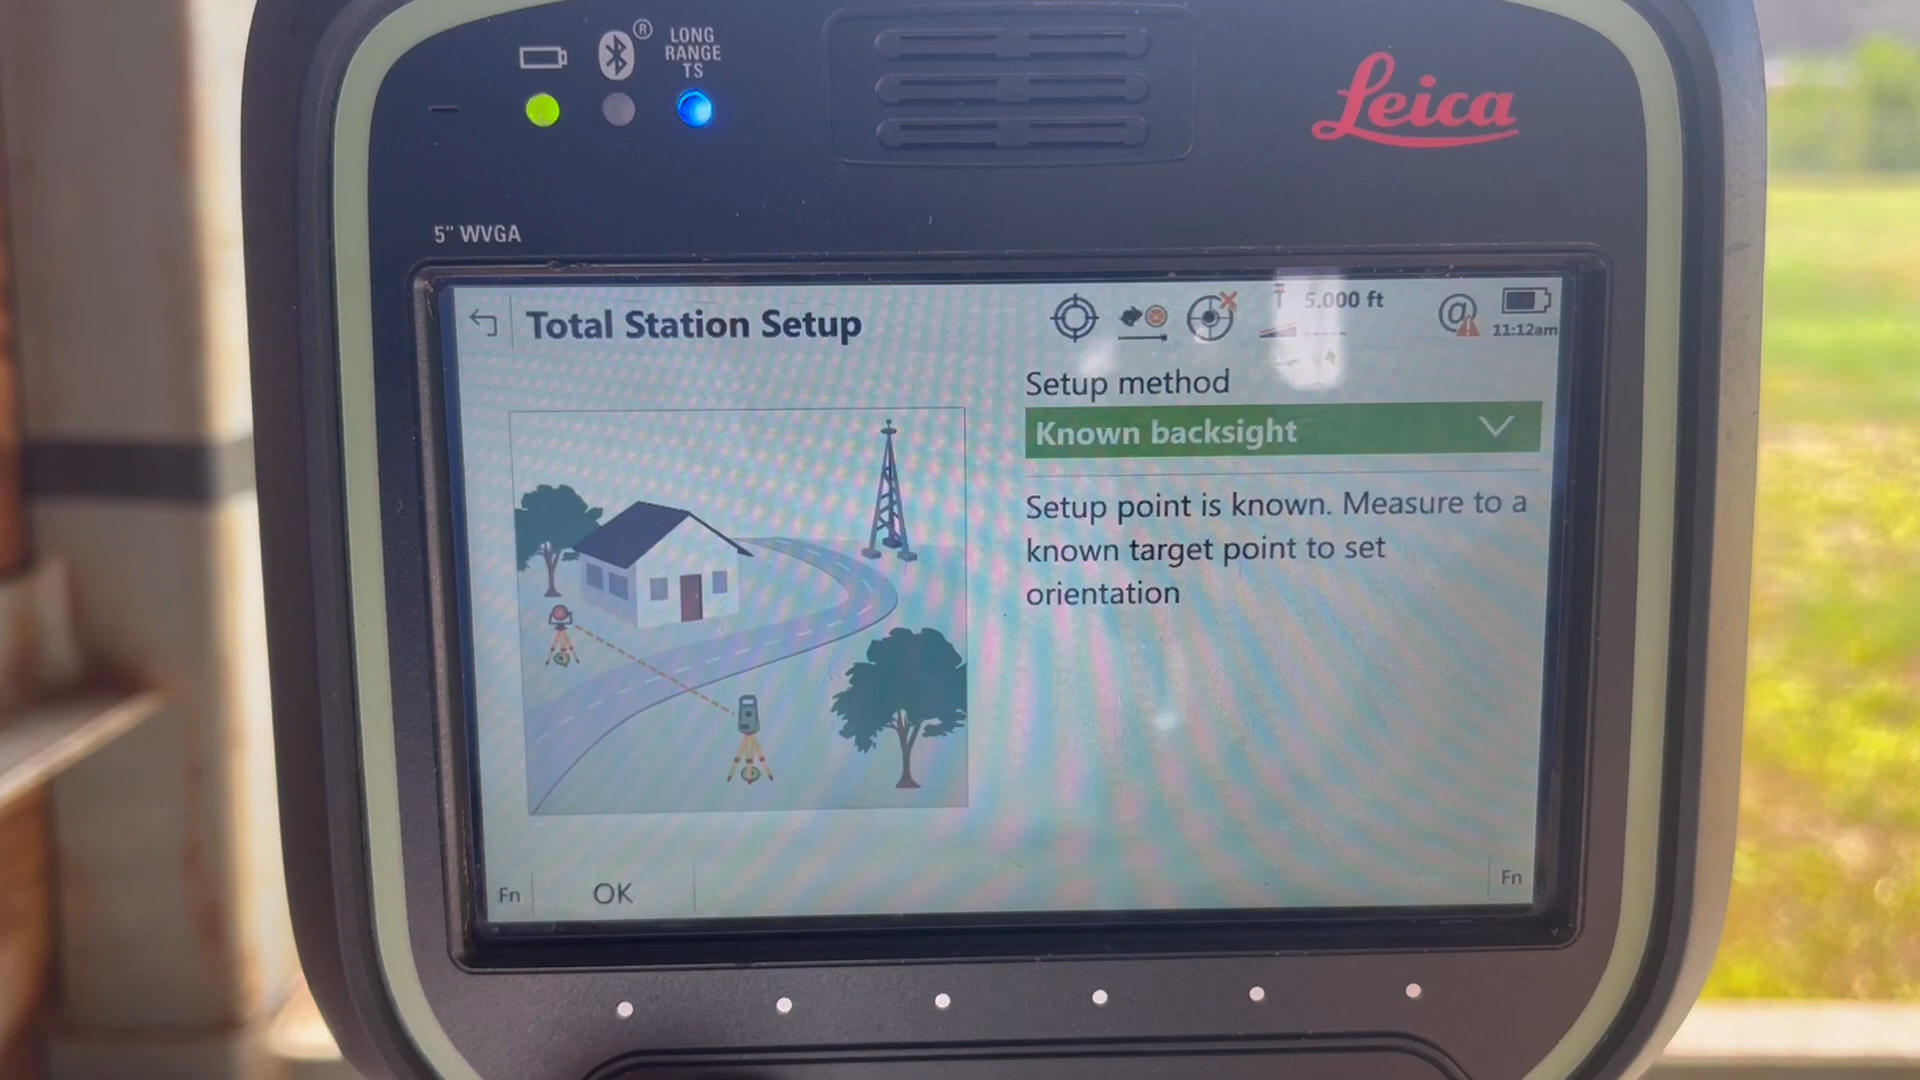 ®
LONG
RANGE
TS
Leica
5" WVGA
Total Station Setup
5.000 ft
-----
@
11:12am
Setup method
Known backsight
Setup point is known. Measure to a
known target point to set
orientation
Fn
OK
Fn